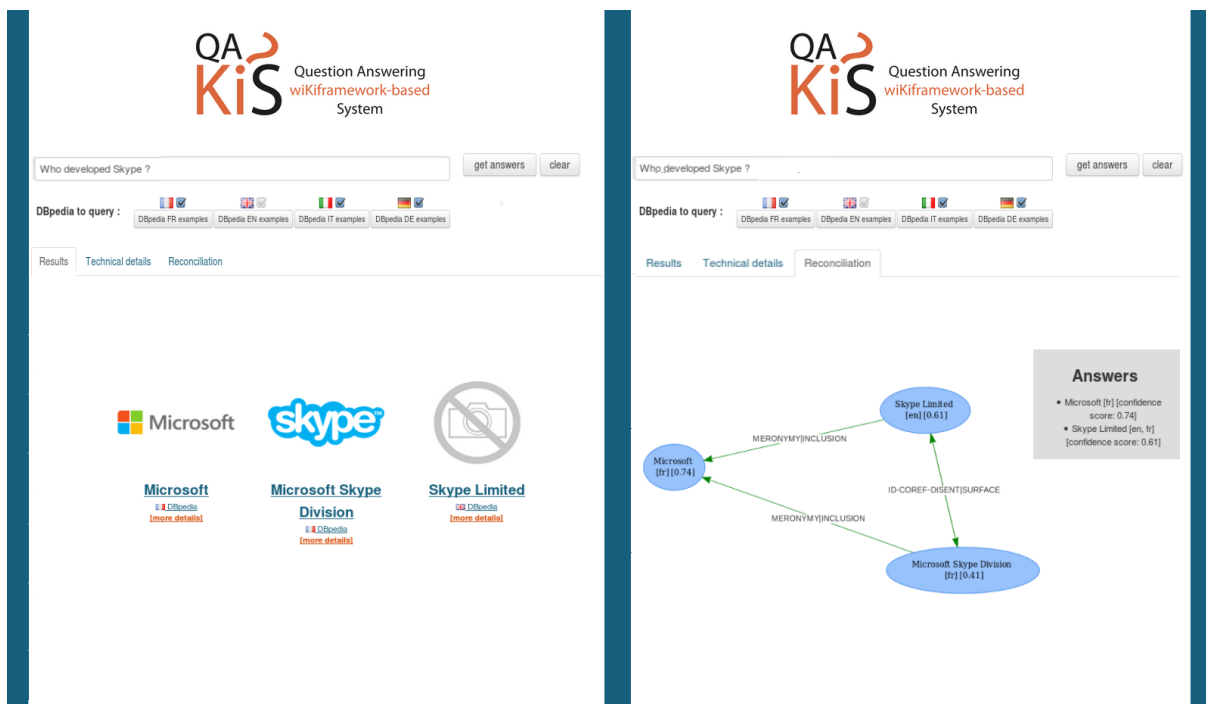 QA
KiS
Question Answering
wiKiframework-based
System
Who developed Skype ?
get answers
clear
DBpedia to query :
DBpedia FR examples
DBpedia EN examples
DBpedia IT examples
DBpedia DE examples
Results
Technical details
Reconciliation
Microsoft
skype
TM
Microsoft
DBpedia
[more details]
Microsoft Skype
Division
DBpedia
[more details]
Skype Limited
DBpedia
[more details]
QA
KiS
Question Answering
wiKiframework-based
System
Who developed Skype ?
get answers
clear
DBpedia to query :
DBpedia FR examples
DBpedia EN examples
DBpedia IT examples
DBpedia DE examples
Results
Technical details
Reconciliation
Answers
• Microsoft [fr] [confidence
score: 0.74]
• Skype Limited [en, fr]
[confidence score: 0.61]
Skype Limited
[en] [0.61]
MERONYMY|INCLUSION
Microsoft
[fr] [0.74]
ID-COREF-DISENT|SURFACE
MERONYMY|INCLUSION
Microsoft Skype Division
[fr] [0.41]